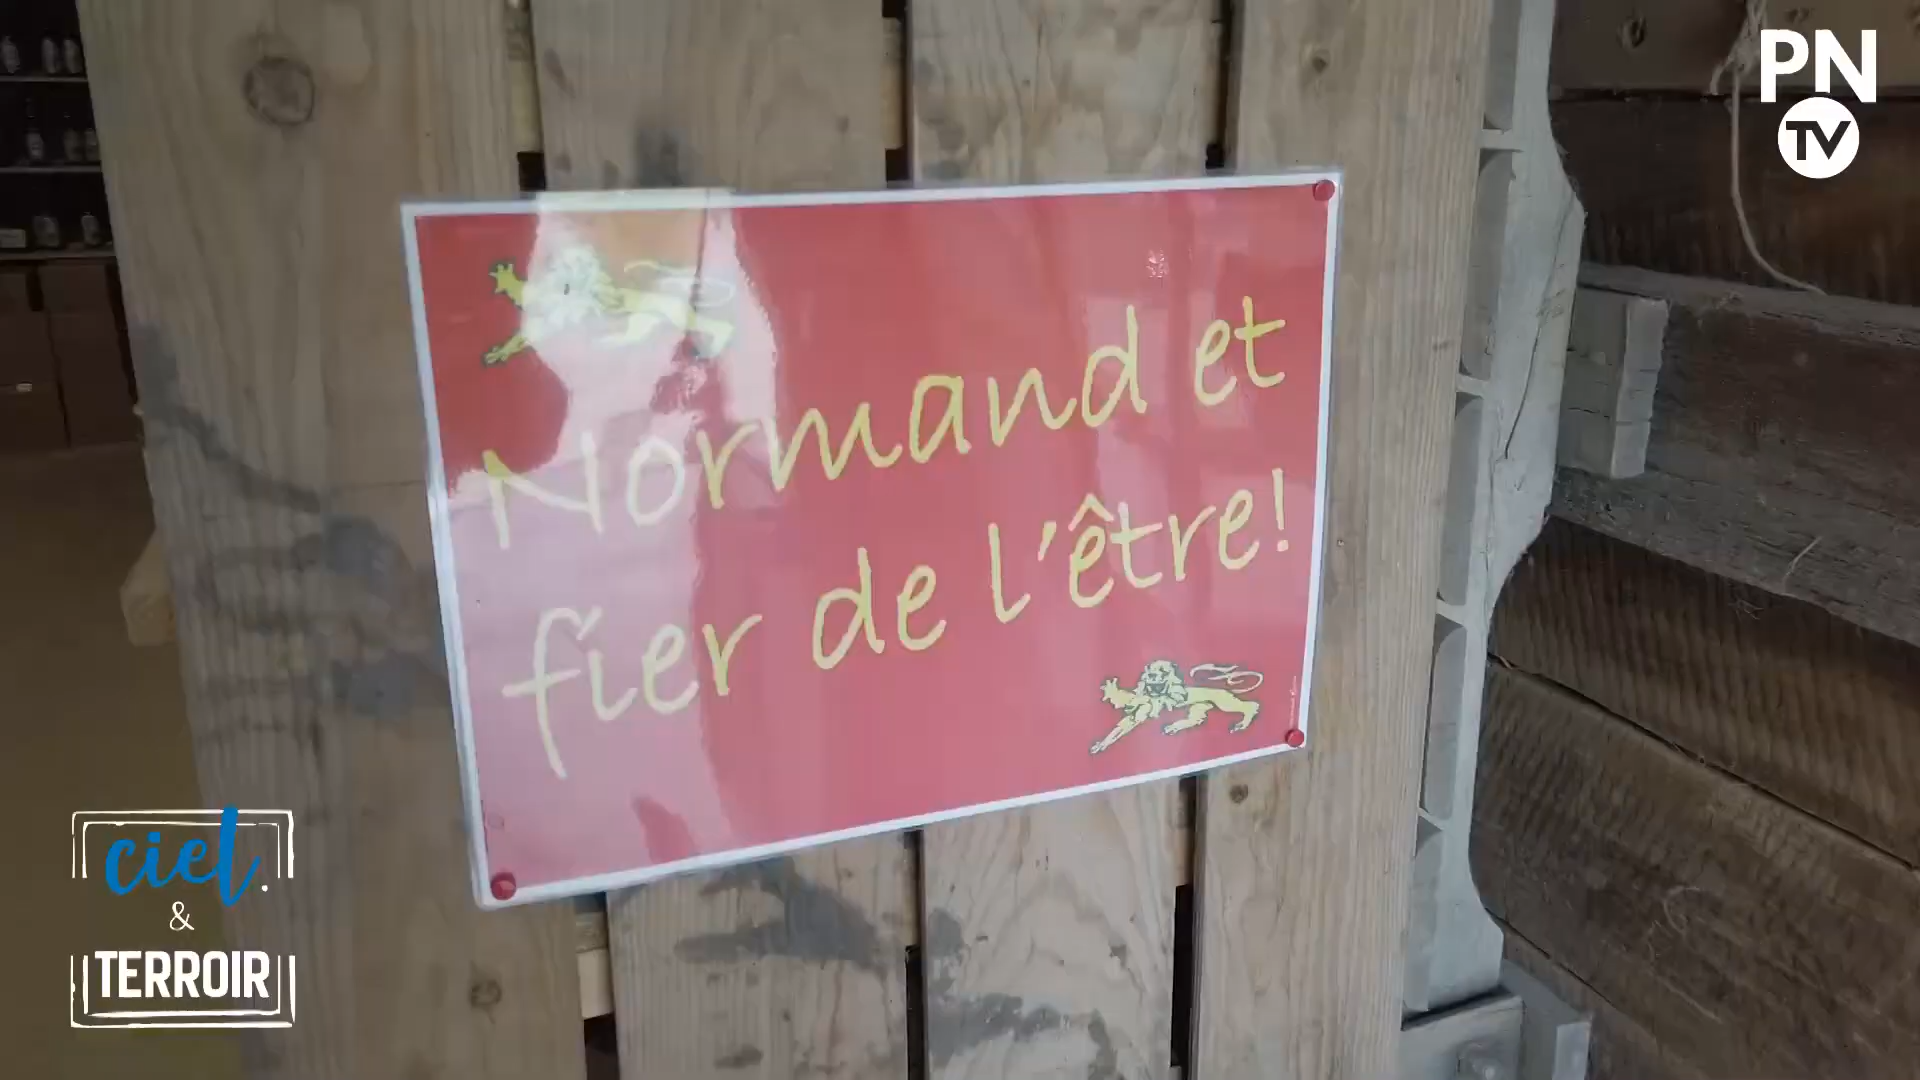 PN
TV
Normand et
fier de l'être!
ciel.
&
TERROIR